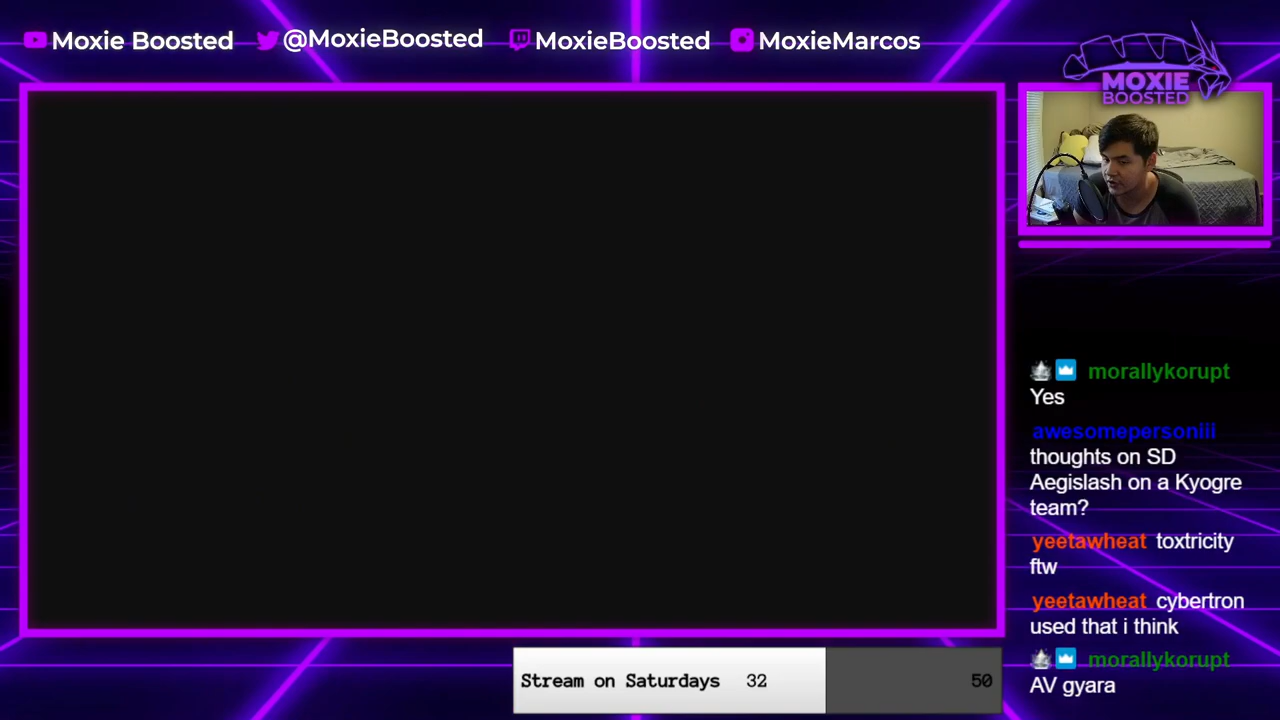 Moxie Boosted @MoxieBoosted MoxieBoosted MoxieMarcos
MOXIE
BOOSTED
morallykorupt
Yes
awesomepersoniii
thoughts on SD
Aegislash on a Kyogre
team?
yeetawheat toxtricity
ftw
yeetawheat cybertron
used that i think
morallykorupt
AV gyara
Stream on Saturdays 32 50